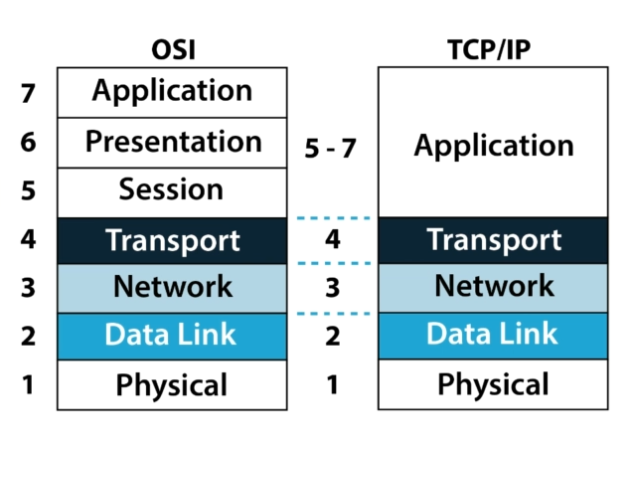 OSI
TCP/IP
7 Application
6 Presentation
5 Session
5 - 7 Application
4 Transport 4 Transport
3 Network 3 Network
2 Data Link 2 Data Link
1 Physical 1 Physical